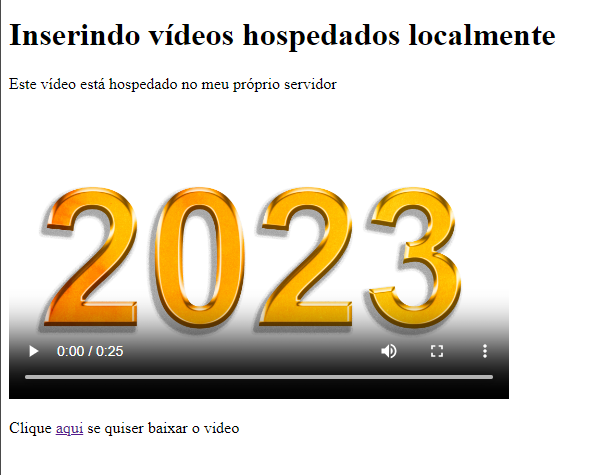 Inserindo vídeos hospedados localmente
Este vídeo está hospedado no meu próprio servidor
2023
0:00 / 0:25
Clique aqui se quiser baixar o video